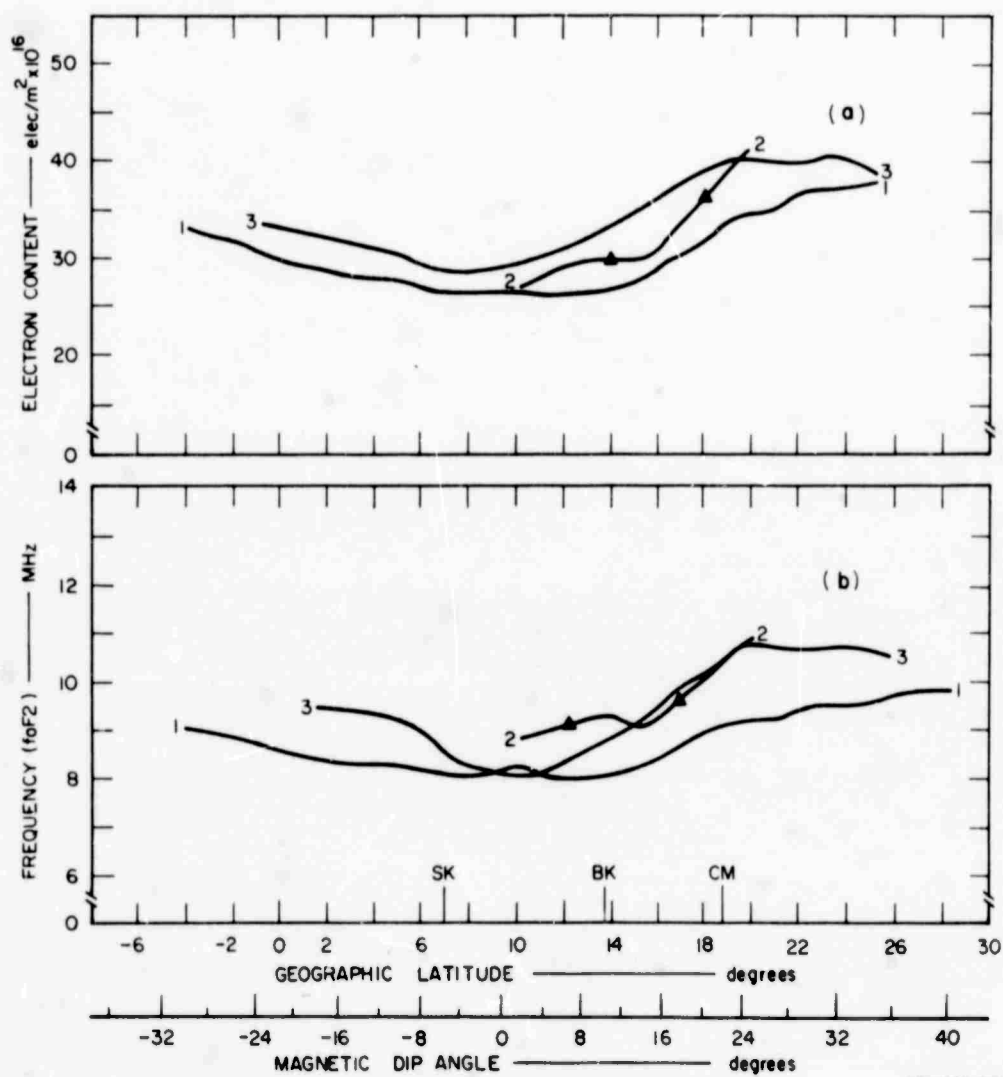 ELECTRON CONTENT —— elec/m²x10¹⁶
50
40
30
20
0
(a)
1
3
2
2
3
1
FREQUENCY (foF2) —— MHz
14
12
10
8
6
0
(b)
1
3
2
2
3
1
SK BK CM
-6 -2 0 2 6 10 14 18 22 26 30
GEOGRAPHIC LATITUDE —— degrees
-32 -24 -16 -8 0 8 16 24 32 40
MAGNETIC DIP ANGLE —— degrees